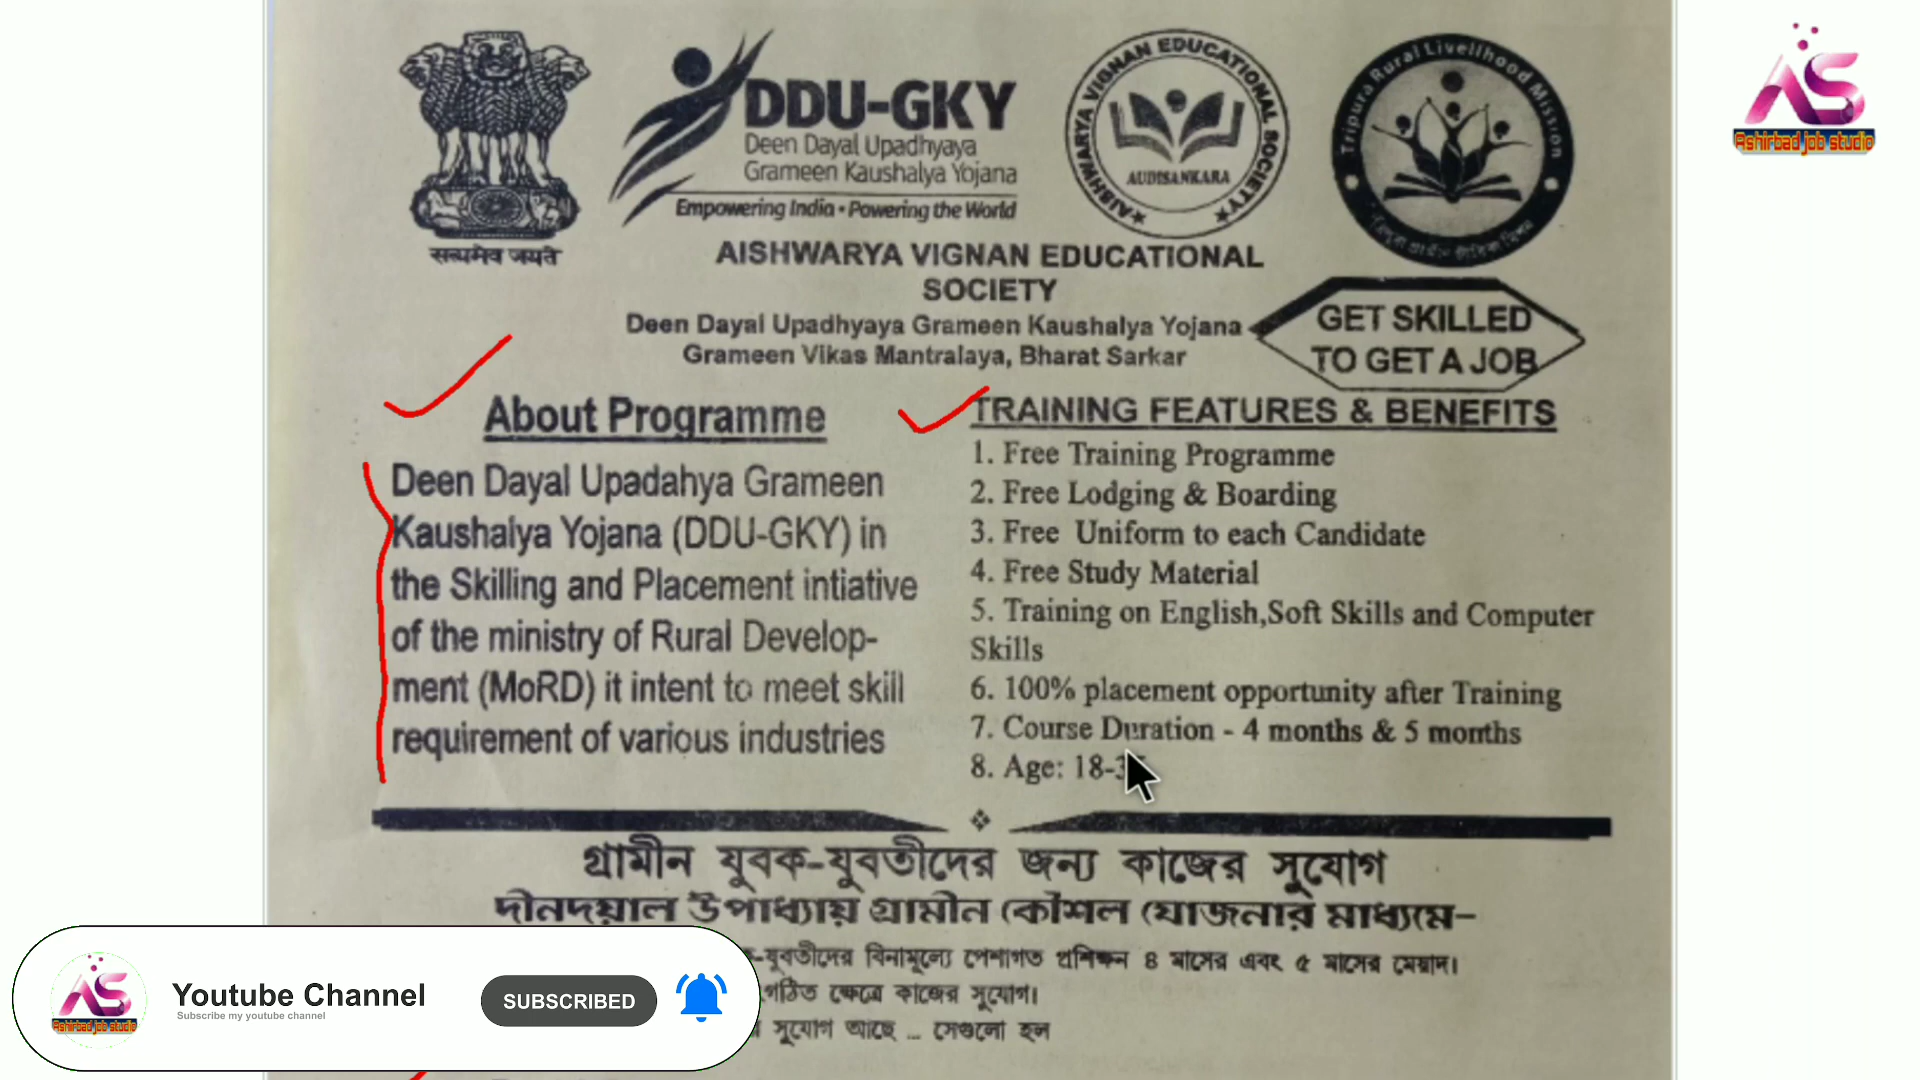 DDU-GKY
Deen Dayal Upadhyaya
Grameen Kaushalya Yojana
Empowering India • Powering the World
सत्यमेव जयते
AISHWARYA VIGNAN EDUCATIONAL SOCIETY
AUDISANKARA
Tripura Rural Livelihood Mission
AS
Ashirbad job studio
AISHWARYA VIGNAN EDUCATIONAL
SOCIETY
Deen Dayal Upadhyaya Grameen Kaushalya Yojana
Grameen Vikas Mantralaya, Bharat Sarkar
GET SKILLED
TO GET A JOB
About Programme
Deen Dayal Upadahya Grameen
Kaushalya Yojana (DDU-GKY) in
the Skilling and Placement intiative
of the ministry of Rural Develop-
ment (MoRD) it intent to meet skill
requirement of various industries
TRAINING FEATURES & BENEFITS
1. Free Training Programme
2. Free Lodging & Boarding
3. Free Uniform to each Candidate
4. Free Study Material
5. Training on English,Soft Skills and Computer
Skills
6. 100% placement opportunity after Training
7. Course Duration - 4 months & 5 months
8. Age:
গ্রামীন যুবক-যুবতীদের জন্য কাজের সুযোগ
দীনদয়াল উপাধ্যায় গ্রামীন কৌশল যোজনার মাধ্যমে-
-যুবতীদের বিনামূল্যে পেশাগত প্রশিক্ষন ৪ মাসের এবং ৫ মাসের মেয়াদ।
ক্ষেত্রে কাজের সুযোগ।
সুযোগ আছে ... সেগুলো হল
AS
Ashirbad job studio
Youtube Channel
Subscribe my youtube channel
SUBSCRIBED